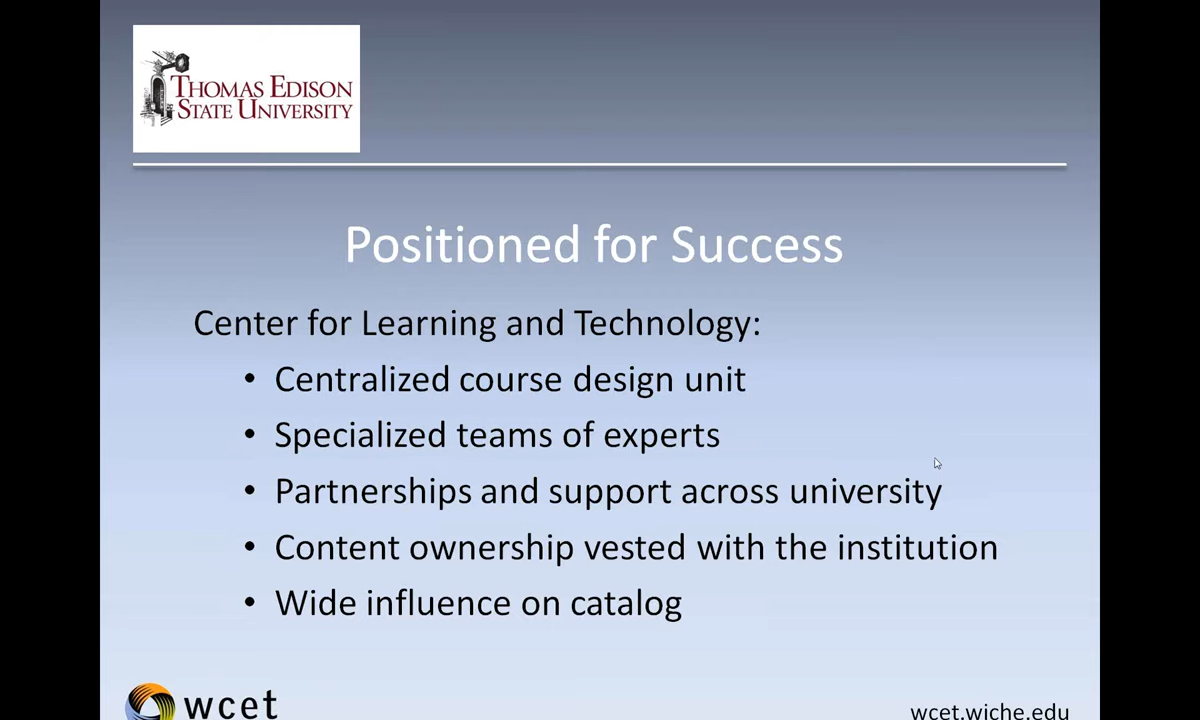 THOMAS EDISON
STATE UNIVERSITY
Positioned for Success
Center for Learning and Technology:
• Centralized course design unit
• Specialized teams of experts
• Partnerships and support across university
• Content ownership vested with the institution
• Wide influence on catalog
wcet
wcet.wiche.edu